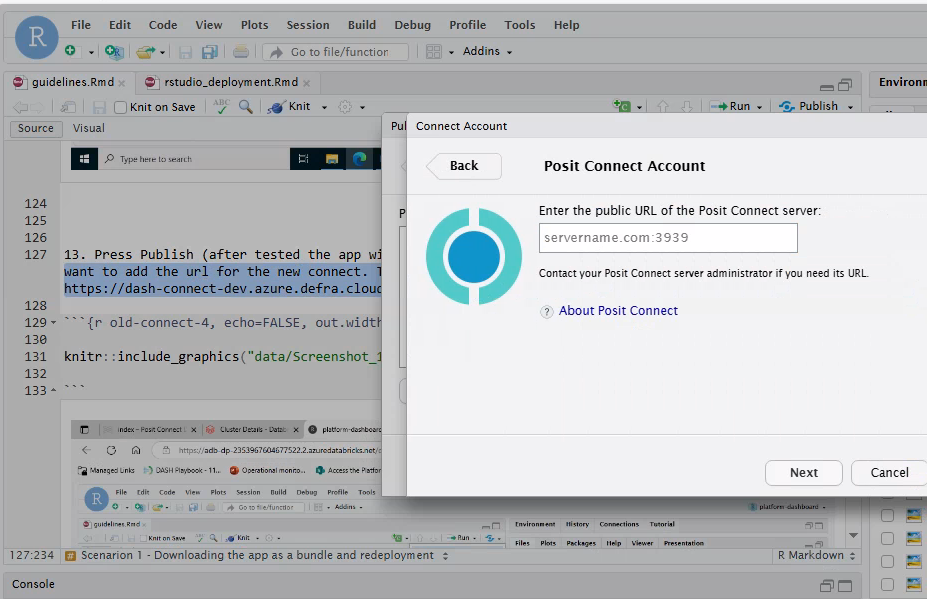 File Edit Code View Plots Session Build Debug Profile Tools Help
R
Go to file/function Addins
guidelines.Rmd rstudio_deployment.Rmd Environ
Knit on Save ABC Knit Run Publish
Source Visual
Connect Account
Back Posit Connect Account
Type here to search
Enter the public URL of the Posit Connect server:
servername.com:3939
Contact your Posit Connect server administrator if you need its URL.
? About Posit Connect
124
125
126
127 13. Press Publish (after tested the app wi
want to add the url for the new connect. T
https://dash-connect-dev.azure.defra.cloud
128
129 ```{r old-connect-4, echo=FALSE, out.width
130
131 knitr::include_graphics("data/Screenshot_1
132
133 ```
index - Posit Connect Cluster Details - Datab platform-dashboard
https://adb-dp-2353967604677522.2.azuredatabricks.net/
Managed Links DASH Playbook - 11... Operational monito... Access the Platfor
Next Cancel
File Edit Code View Plots Session Build Debug Profile Tools
R
Go to file/function Addins platform-dashboard
guidelines.Rmd Environment History Connections Tutorial
Knit on Save Knit Run Files Plots Packages Help Viewer Presentation
127:234 # Scenarion 1 - Downloading the app as a bundle and redeployment R Markdown
Console